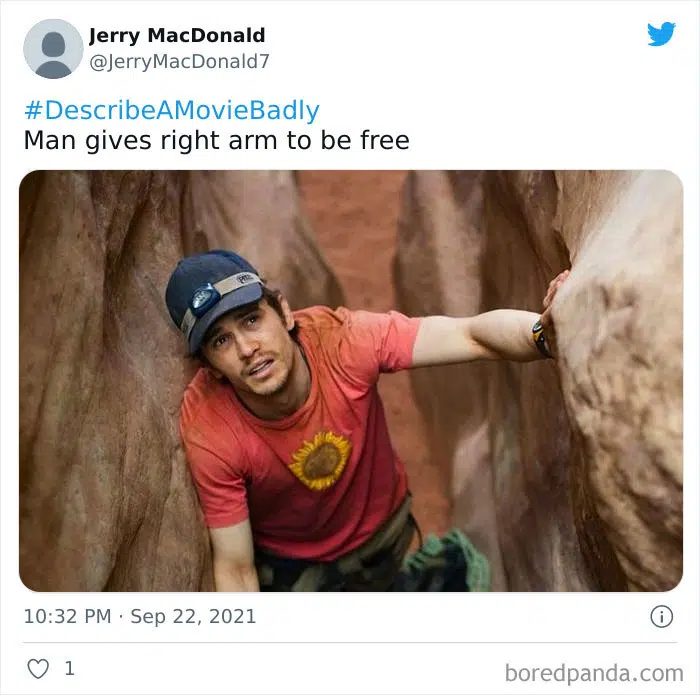 Jerry MacDonald
@JerryMacDonald7
#DescribeAMovieBadly
Man gives right arm to be free
PETZL
10:32 PM · Sep 22, 2021
1
boredpanda.com